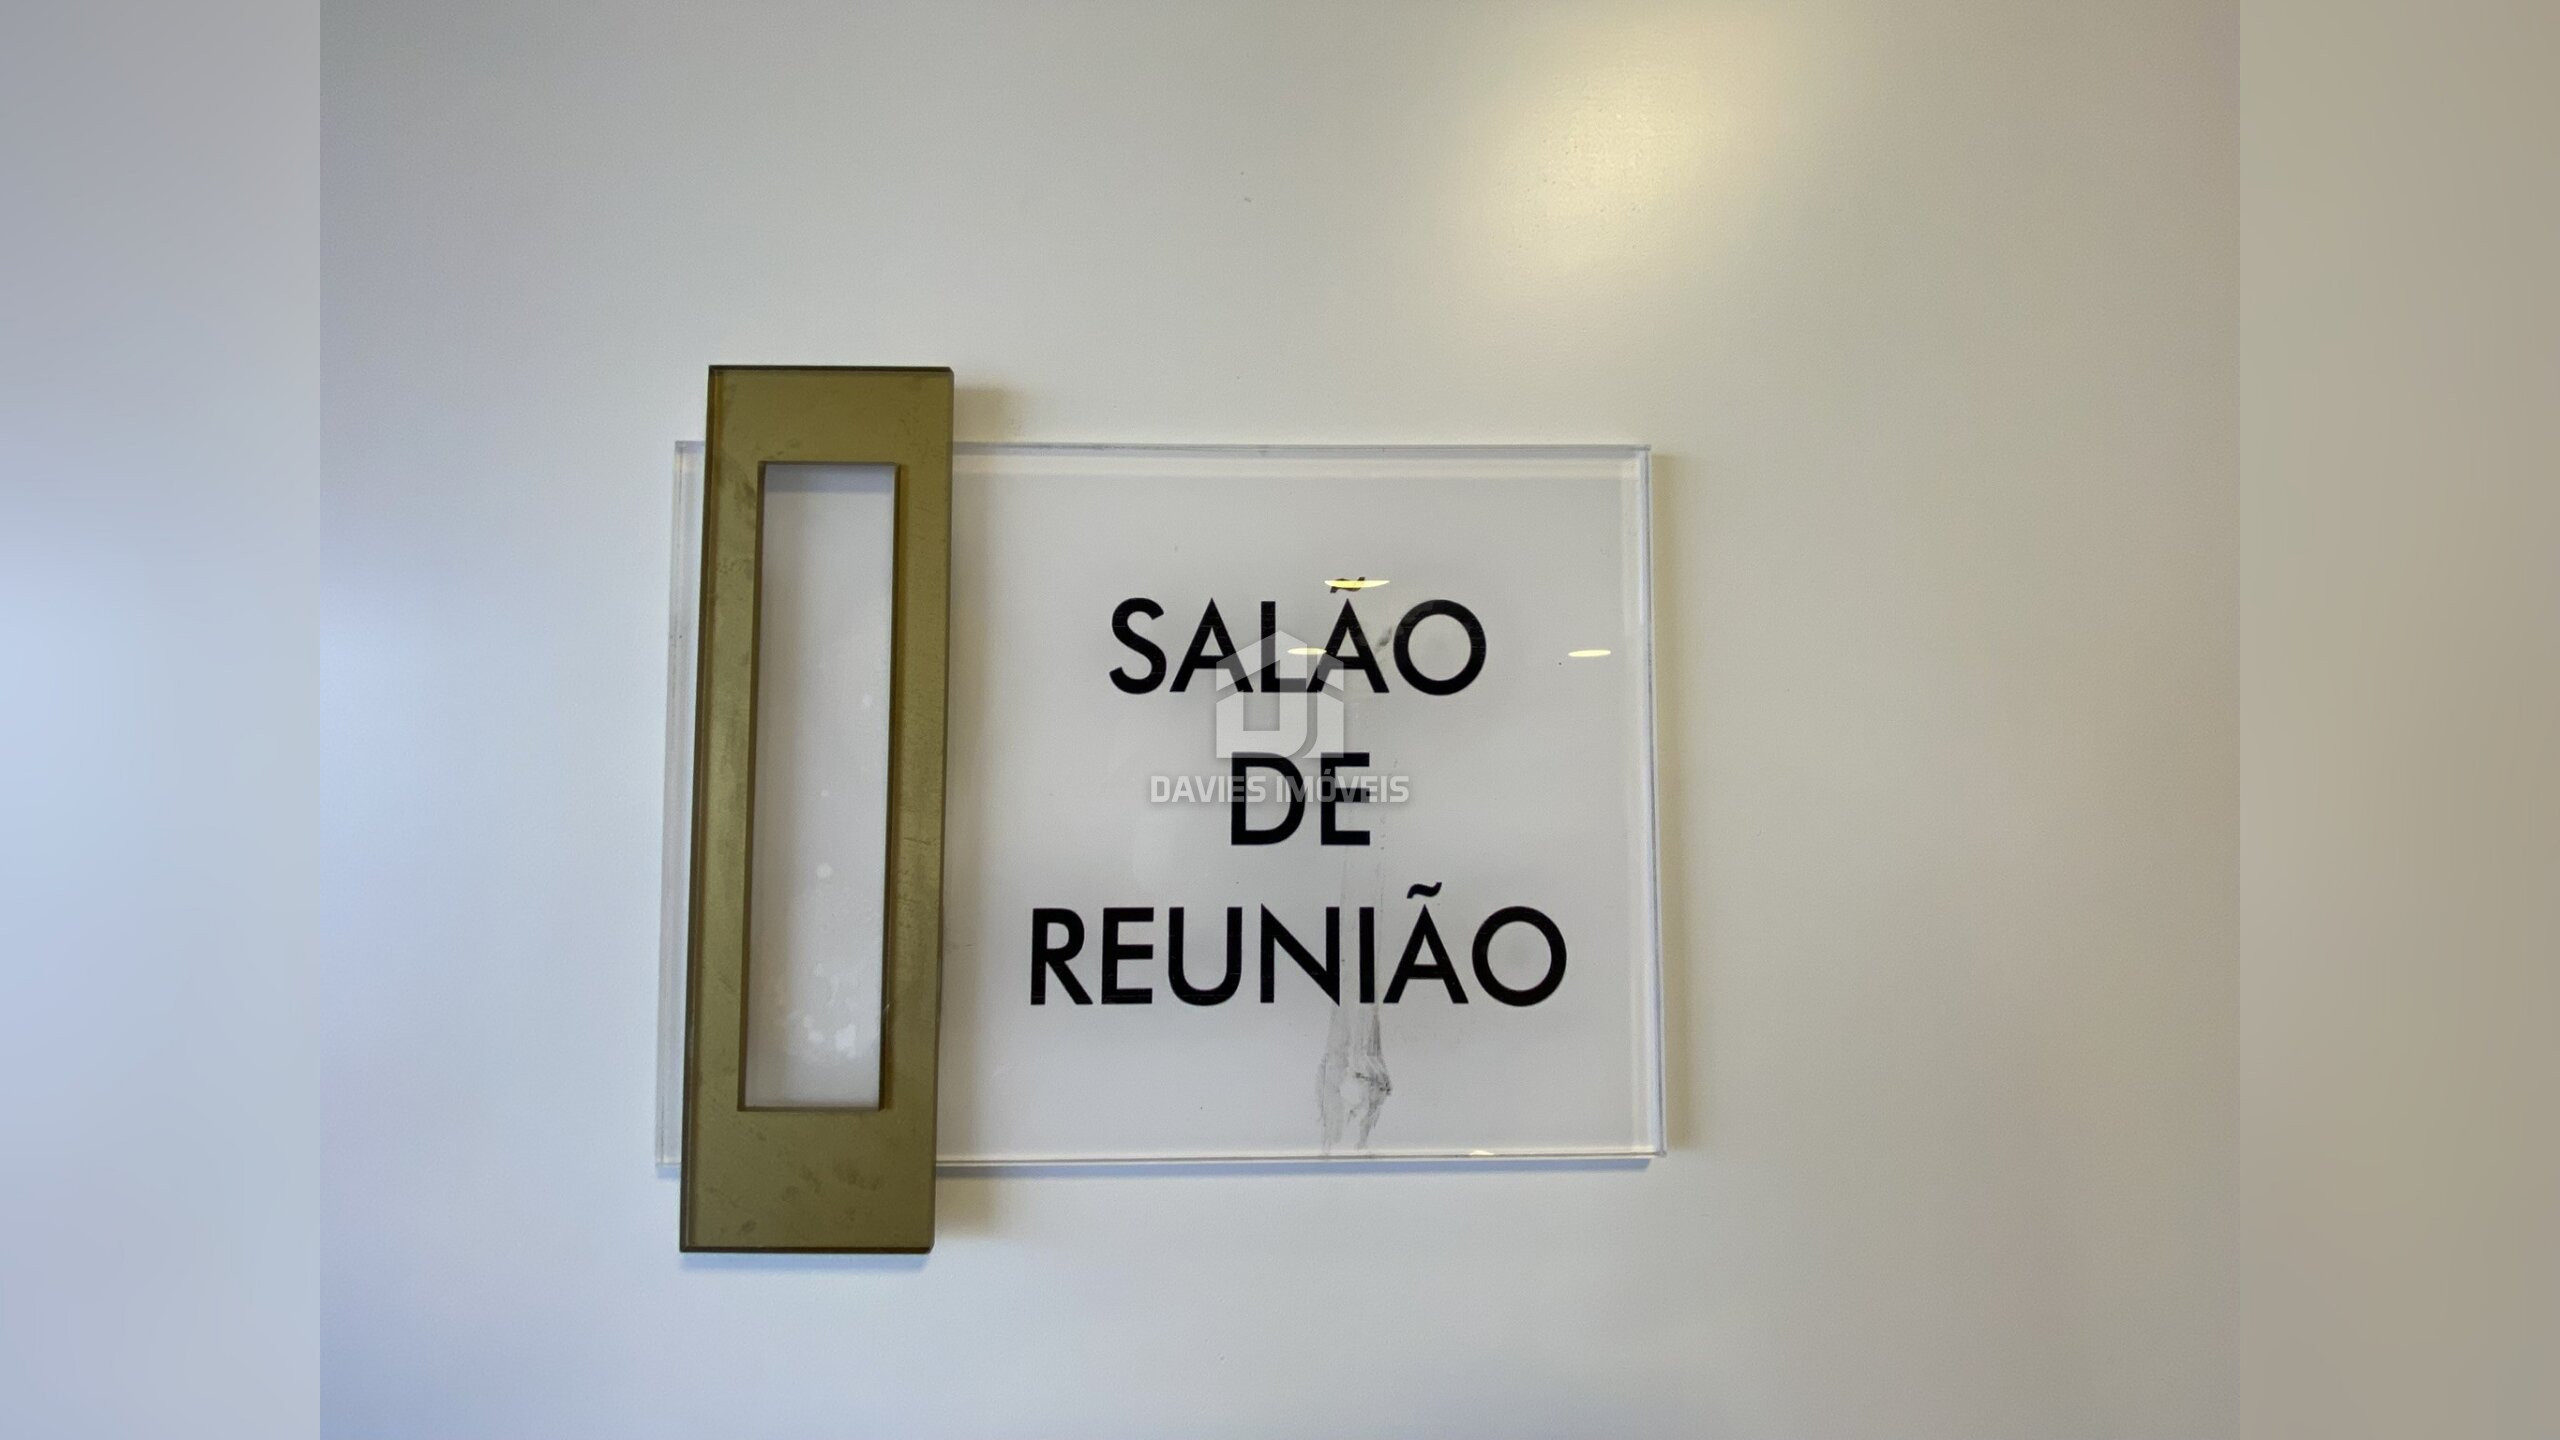 SALÃO
DE
DAVIES IMÓVEIS
REUNIÃO